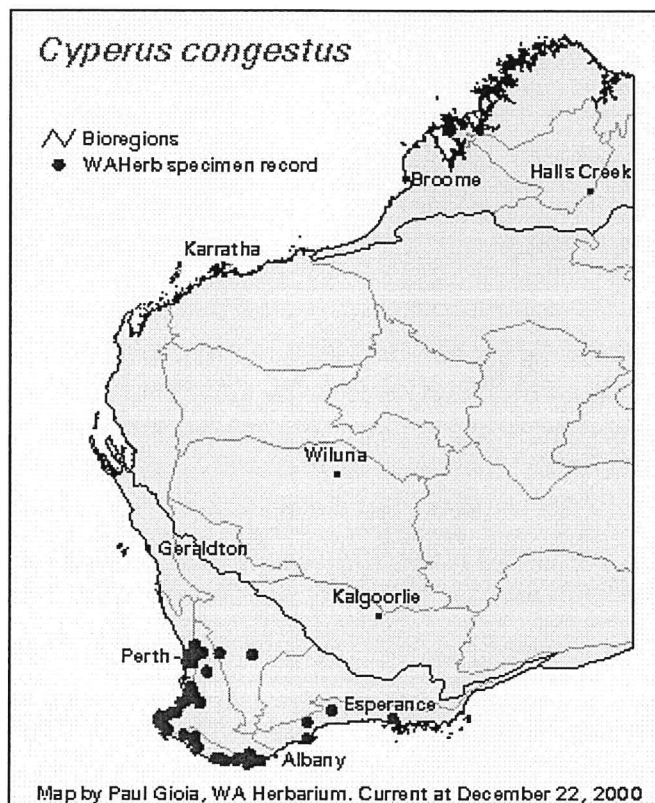 Cyperus congestus
Bioregions
WAHerb specimen record
Broome
Halls Creek
Karratha
Wiluna
Geraldton
Kalgoorlie
Perth
Esperance
Albany
Map by Paul Gioia, WA Herbarium. Current at December 22, 2000